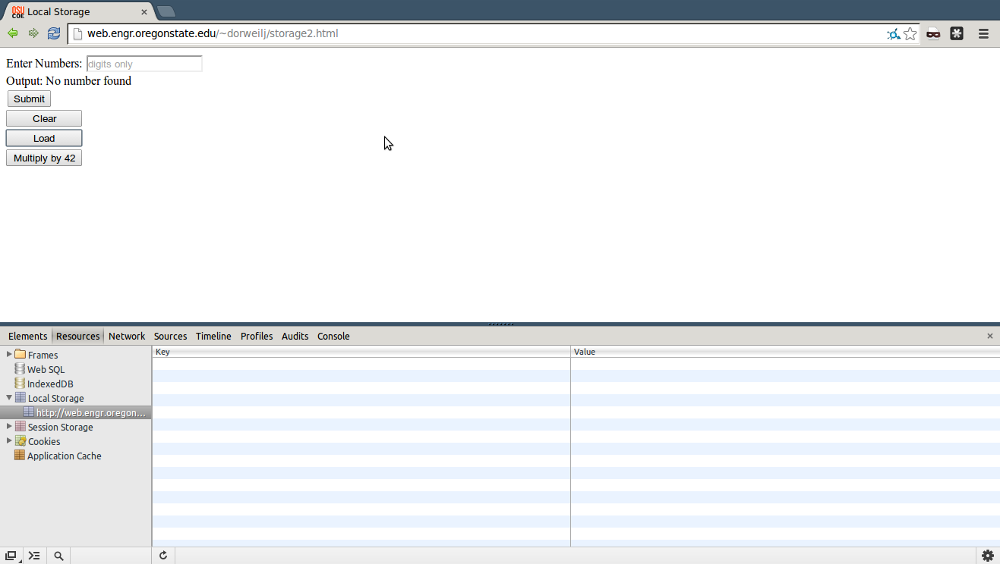 OSU
COE
Local Storage
web.engr.oregonstate.edu/~dorweilj/storage2.html
Enter Numbers: digits only
Output: No number found
Submit
Clear
Load
Multiply by 42
Elements Resources Network Sources Timeline Profiles Audits Console
Key Value
Frames
Web SQL
IndexedDB
Local Storage
http://web.engr.oregon...
Session Storage
Cookies
Application Cache